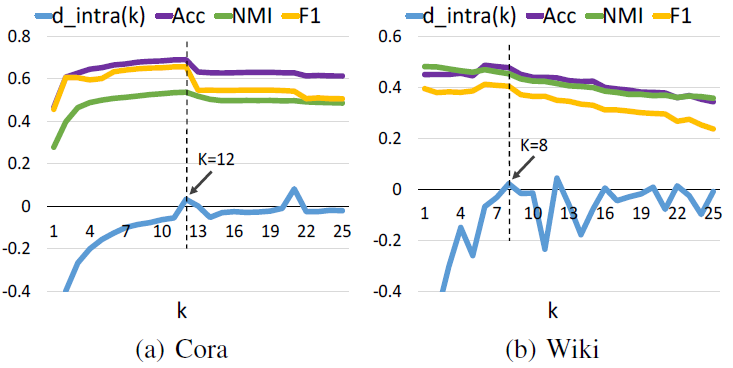 d_intra(k) Acc NMI F1
0.8
0.6
0.4
0.2
0
-0.2
-0.4
K=12
1 4 7 10 13 16 19 22 25
k
(a) Cora
d_intra(k) Acc NMI F1
0.6
0.4
0.2
0
-0.2
-0.4
K=8
1 4 7 10 13 16 19 22 25
k
(b) Wiki